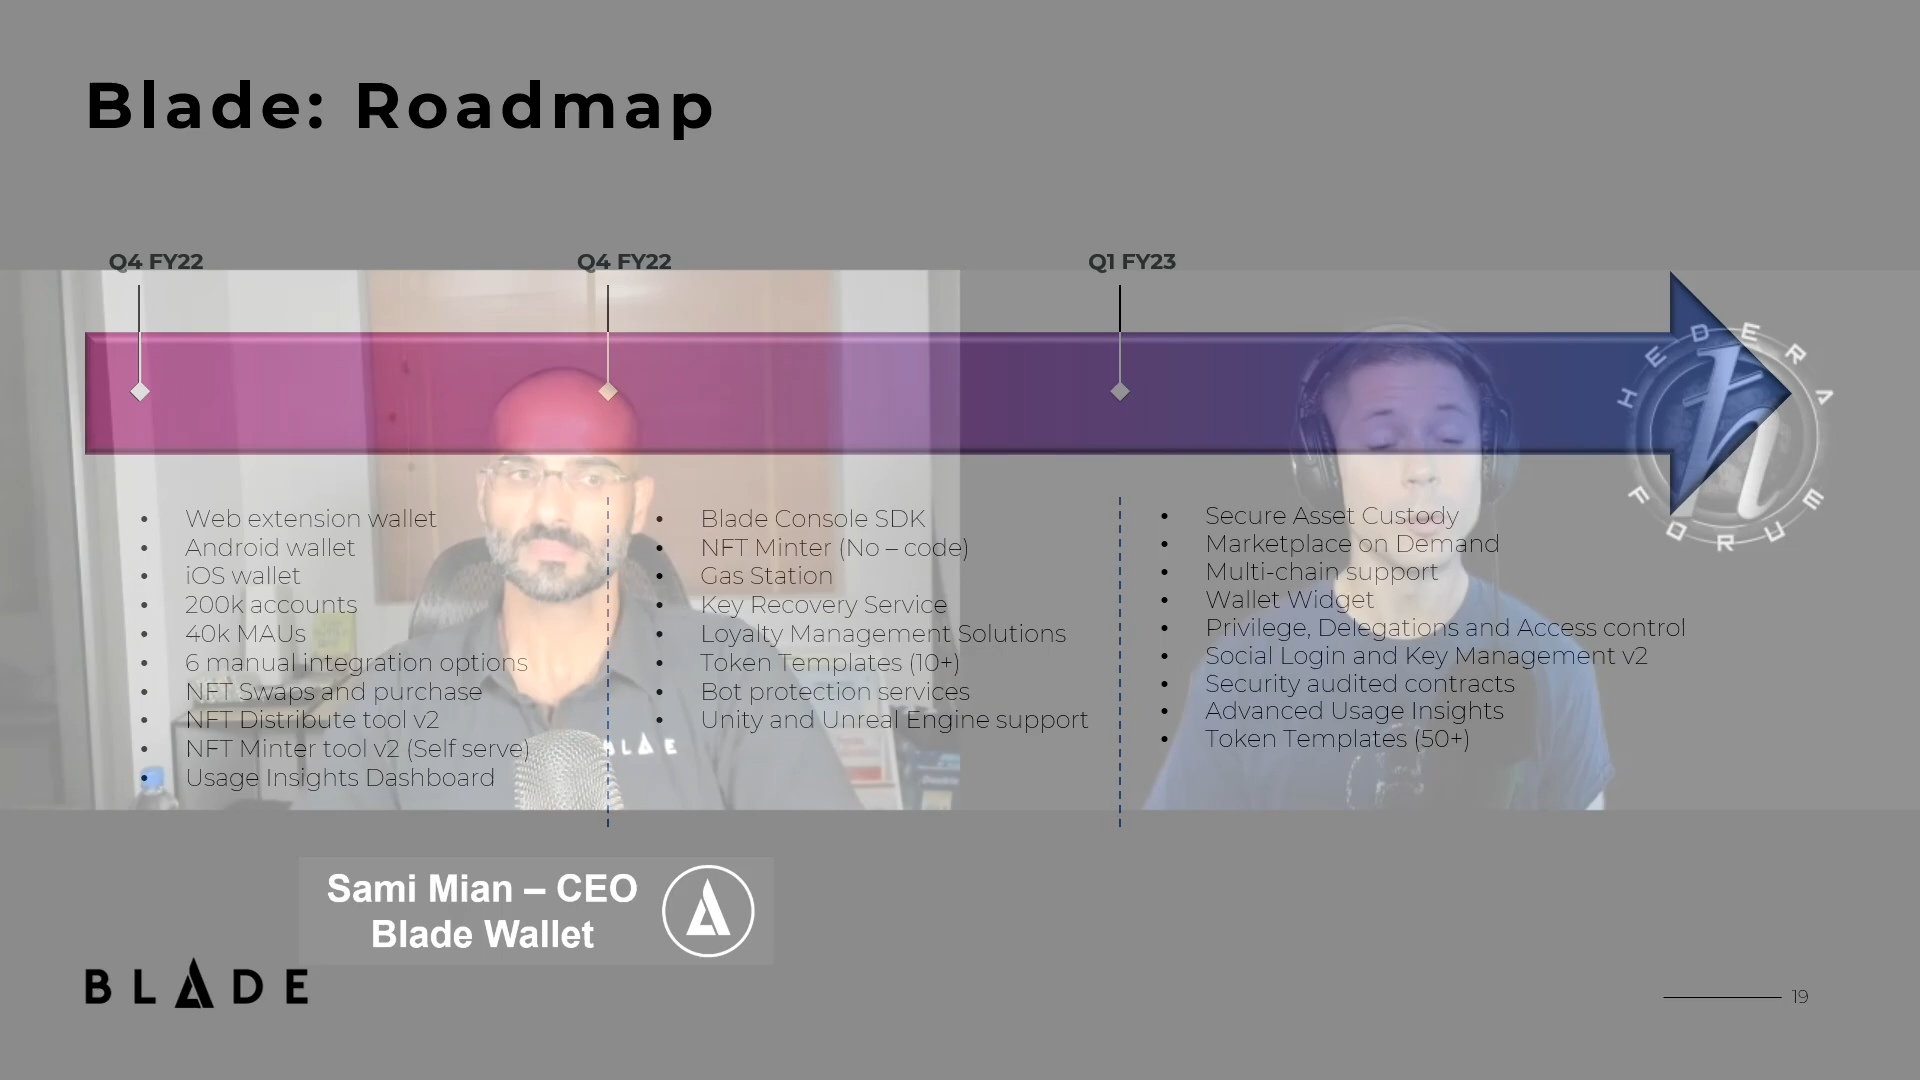 Blade: Roadmap
Q4 FY22
Q4 FY22
Q1 FY23
HEDERA
FORUM
Web extension wallet
Android wallet
iOS wallet
200k accounts
40k MAUs
6 manual integration options
NFT Swaps and purchase
NFT Distribute tool v2
NFT Minter tool v2 (Self serve)
Usage Insights Dashboard
Blade Console SDK
NFT Minter (No – code)
Gas Station
Key Recovery Service
Loyalty Management Solutions
Token Templates (10+)
Bot protection services
Unity and Unreal Engine support
Secure Asset Custody
Marketplace on Demand
Multi-chain support
Wallet Widget
Privilege, Delegations and Access control
Social Login and Key Management v2
Security audited contracts
Advanced Usage Insights
Token Templates (50+)
BLADE
Sami Mian – CEO
Blade Wallet
BLADE
19